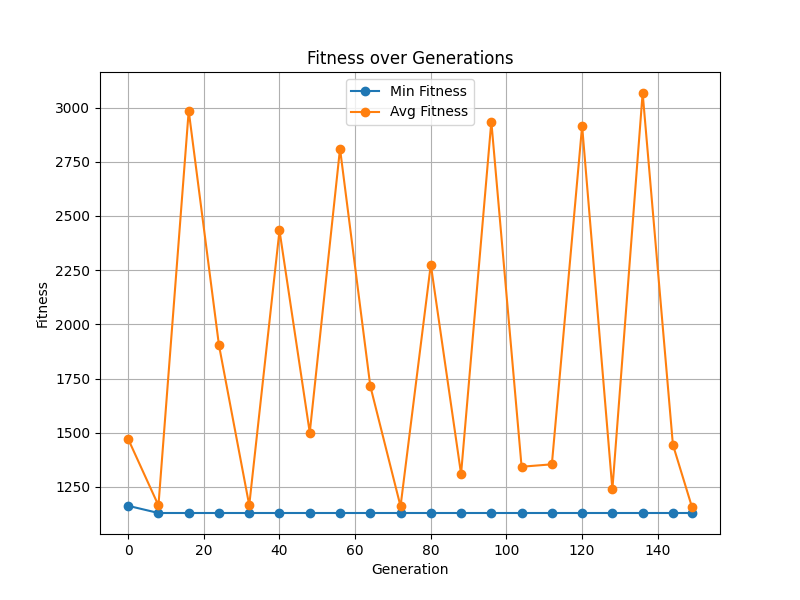 Fitness over Generations
Min Fitness
Avg Fitness
3000
2750
2500
2250
2000
1750
1500
1250
Fitness
0 20 40 60 80 100 120 140
Generation